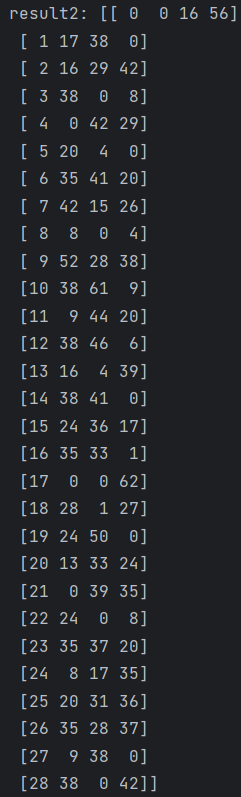 result2: [[ 0  0 16 56]
 [ 1 17 38  0]
 [ 2 16 29 42]
 [ 3 38  0  8]
 [ 4  0 42 29]
 [ 5 20  4  0]
 [ 6 35 41 20]
 [ 7 42 15 26]
 [ 8  8  0  4]
 [ 9 52 28 38]
 [10 38 61  9]
 [11  9 44 20]
 [12 38 46  6]
 [13 16  4 39]
 [14 38 41  0]
 [15 24 36 17]
 [16 35 33  1]
 [17  0  0 62]
 [18 28  1 27]
 [19 24 50  0]
 [20 13 33 24]
 [21  0 39 35]
 [22 24  0  8]
 [23 35 37 20]
 [24  8 17 35]
 [25 20 31 36]
 [26 35 28 37]
 [27  9 38  0]
 [28 38  0 42]]